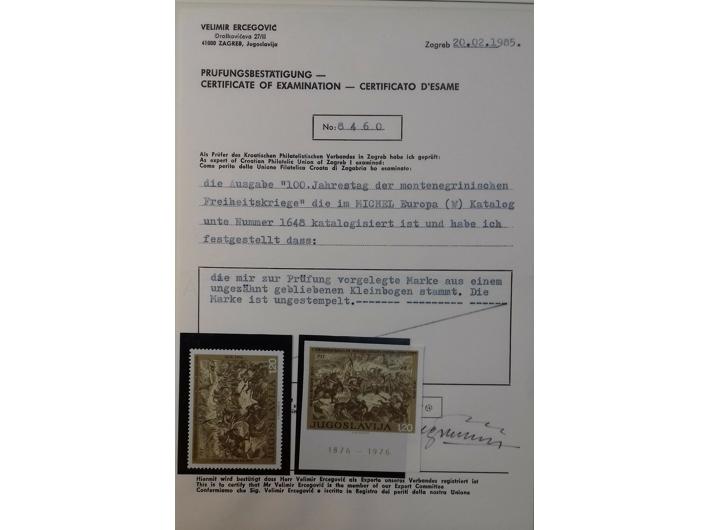 VELIMIR ERCEGOVIĆ
Draškovićeva 27/II
41000 ZAGREB, Jugoslavija
Zagreb 20.02.1985.
PRÜFUNGSBESTÄTIGUNG —
CERTIFICATE OF EXAMINATION — CERTIFICATO D'ESAME
No: 8460
Als Prüfer des Kroatischen Philatelistischen Verbandes in Zagreb habe ich geprüft:
As expert of Croatian Philatelic Union of Zagreb I examined:
Come perito della Unione Filatelica Croata di Zagabria ho esaminato:
die Ausgabe "100.Jahrestag der montenegrinischen
Freiheitskriege" die im MICHEL Europa (W) Katalog
unte Nummer 1648 katalogisiert ist und habe ich
festgestellt dass:
die mir zur Prüfung vorgelegte Marke aus einem
ungezähnt gebliebenen Kleinbogen stammt. Die
Marke ist ungestempelt.------- ---------- ------
1.20
JUGOSLAVIJA 1.20
1876 - 1976
Hiermit wird bestätigt dass Herr Velimir Ercegović als Experte unseres Verbandes registriert ist
This is to certify that Mr Velimir Ercegović is the member of our Expert Committee
Confermiamo che Sig. Velimir Ercegović e iscritto in Registro dei periti della nostra Unione